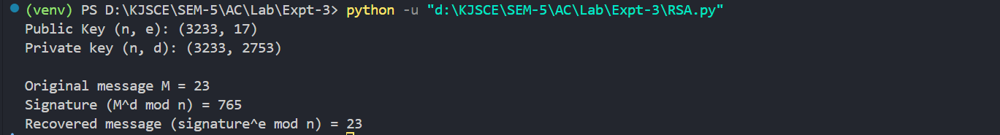 (venv) PS D:\KJSCE\SEM-5\AC\Lab\Expt-3> python -u "d:\KJSCE\SEM-5\AC\Lab\Expt-3\RSA.py"
Public Key (n, e): (3233, 17)
Private key (n, d): (3233, 2753)
Original message M = 23
Signature (M^d mod n) = 765
Recovered message (signature^e mod n) = 23